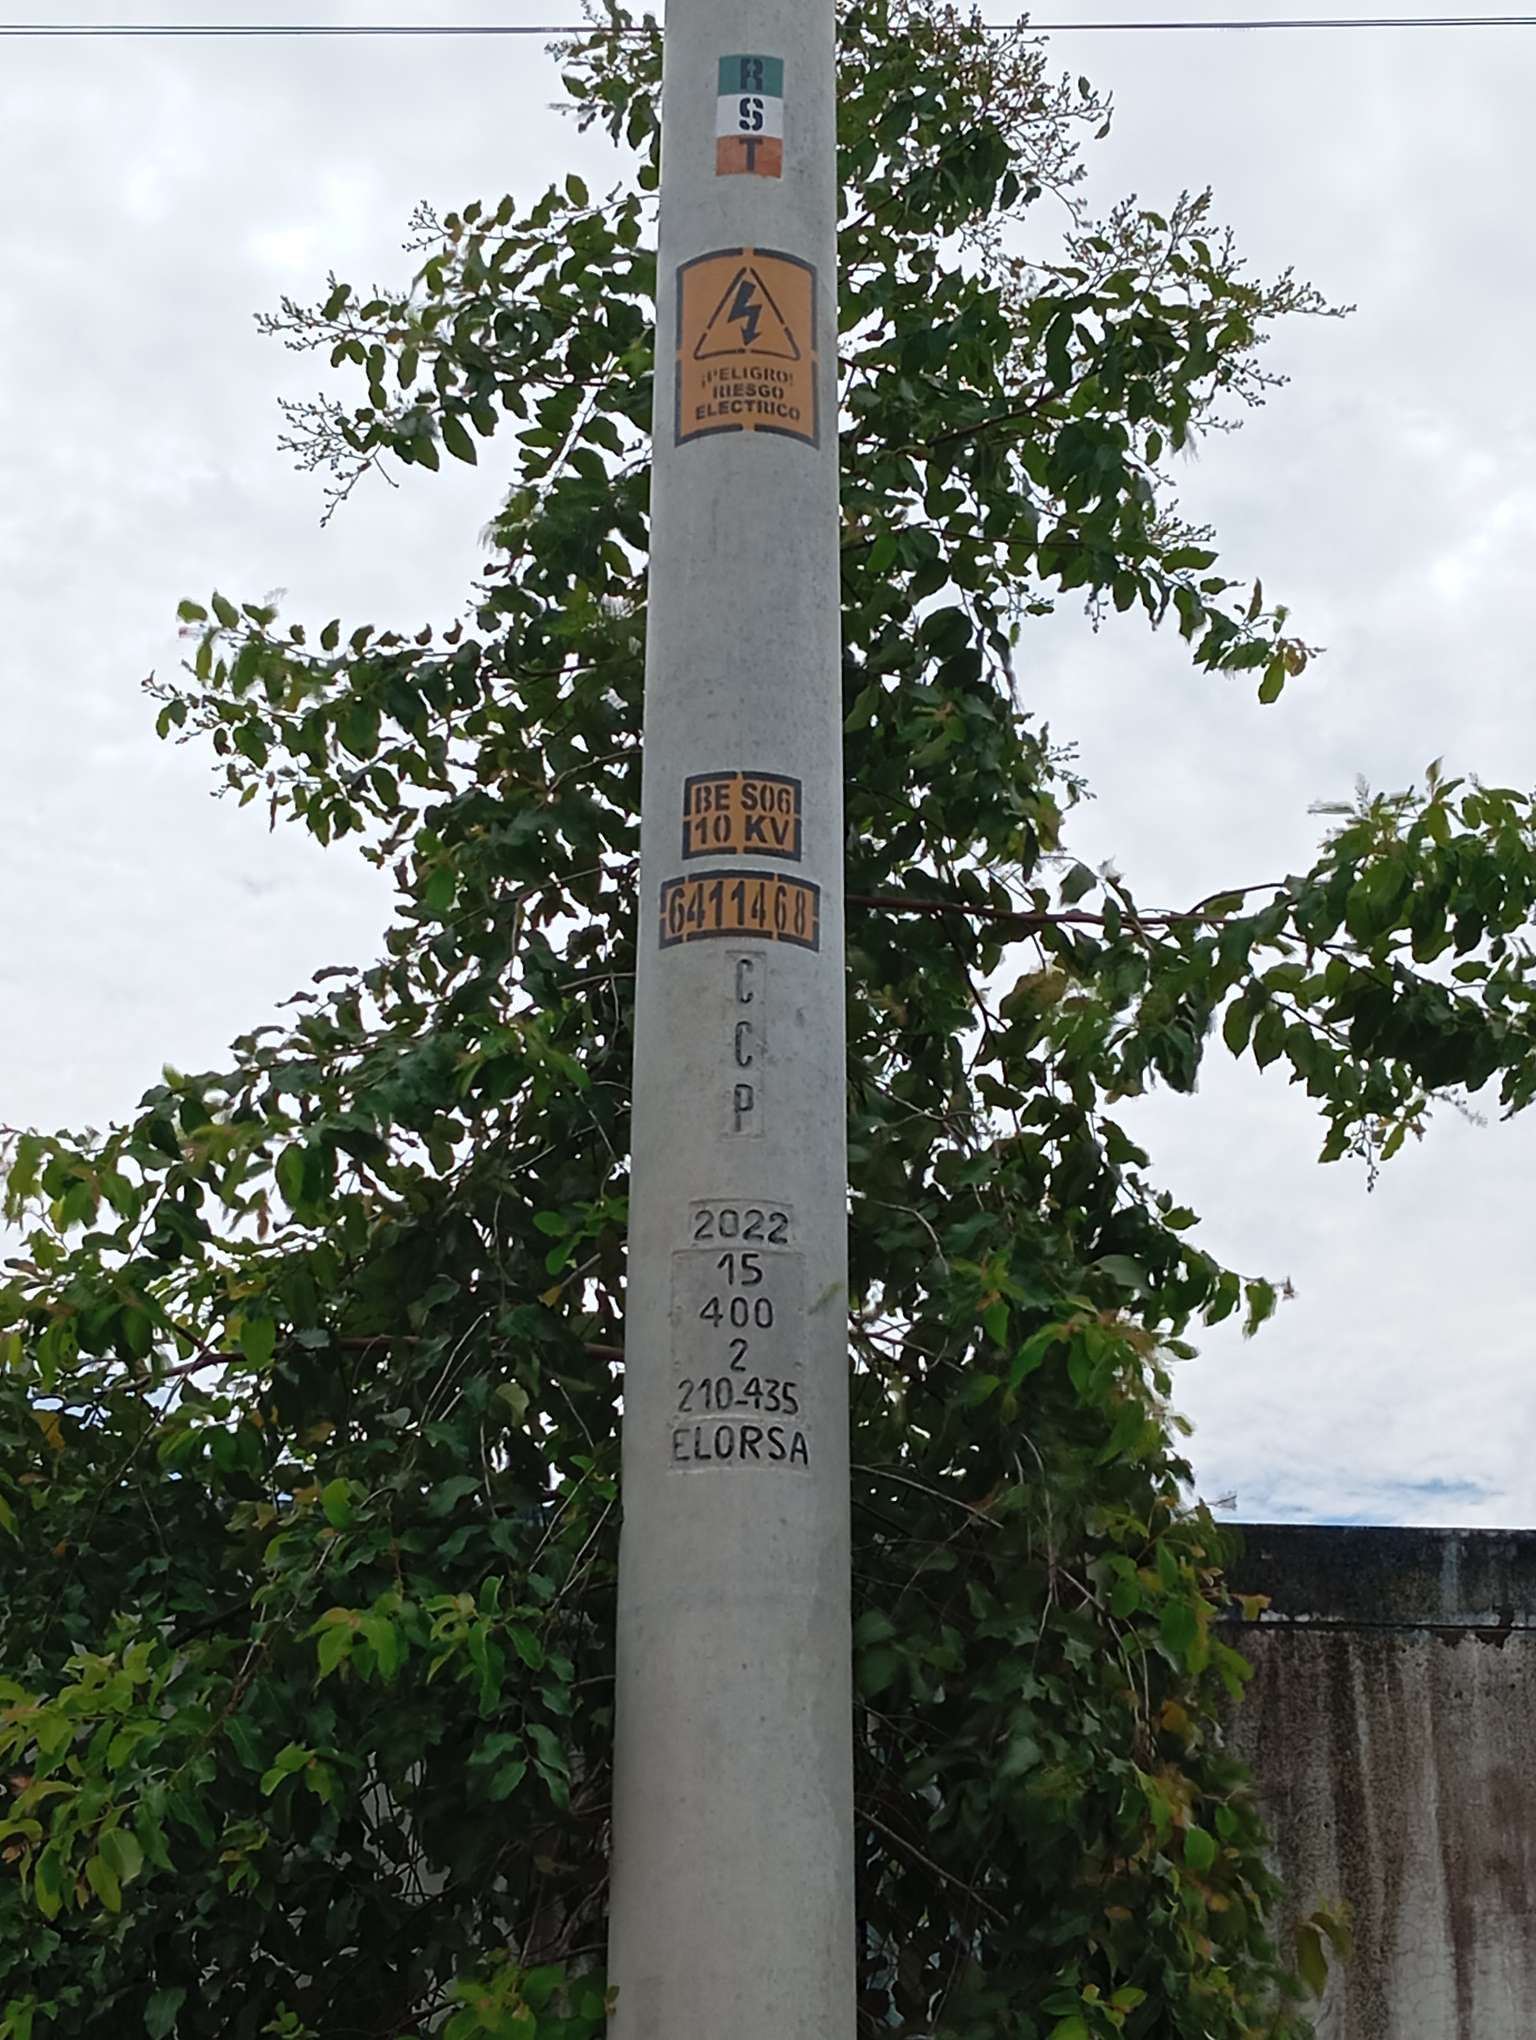 R
S
T
¡PELIGRO!
RIESGO
ELECTRICO
BE S06
10 KV
6411468
C
C
P
2022
15
400
2
210-435
ELORSA